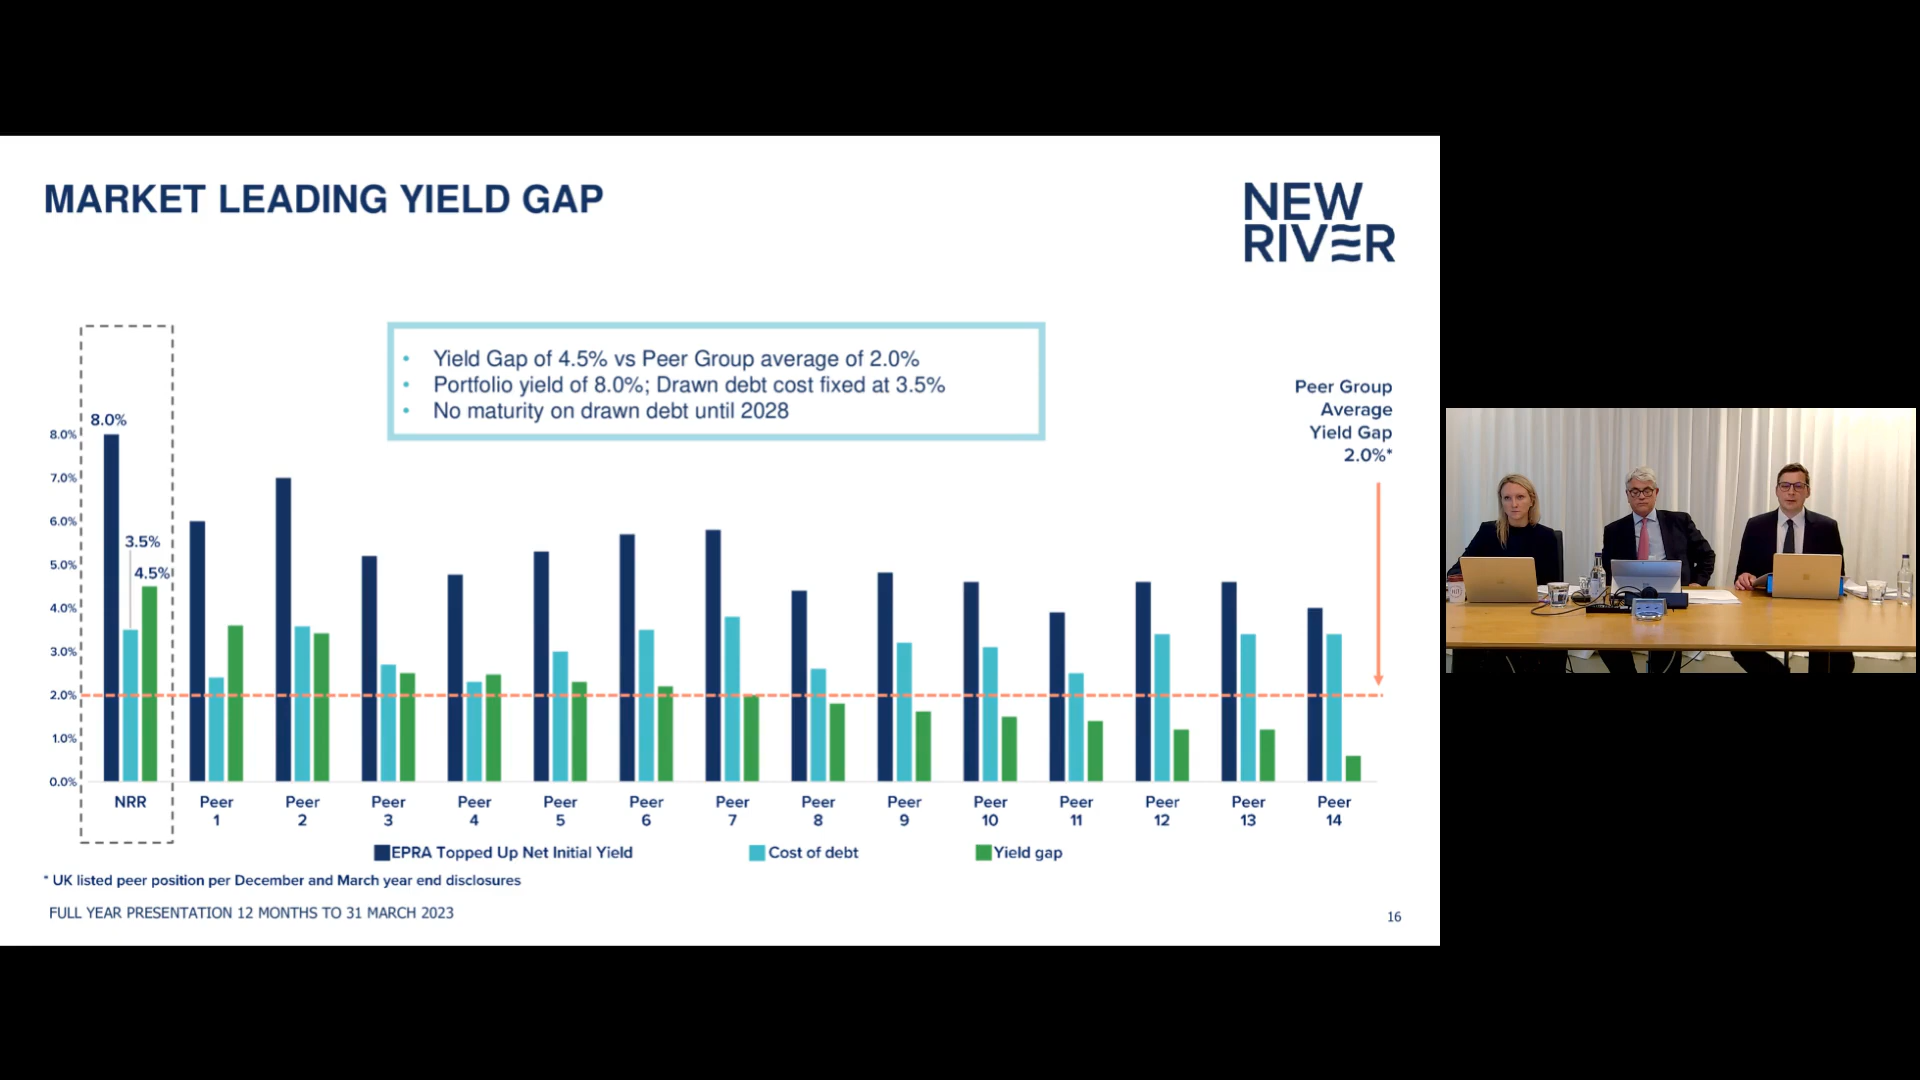 MARKET LEADING YIELD GAP
NEW
RIVER
• Yield Gap of 4.5% vs Peer Group average of 2.0%
• Portfolio yield of 8.0%; Drawn debt cost fixed at 3.5%
• No maturity on drawn debt until 2028
Peer Group
Average
Yield Gap
2.0%*
8.0%
3.5%
4.5%
8.0%
7.0%
6.0%
5.0%
4.0%
3.0%
2.0%
1.0%
0.0%
NRR
Peer
1
Peer
2
Peer
3
Peer
4
Peer
5
Peer
6
Peer
7
Peer
8
Peer
9
Peer
10
Peer
11
Peer
12
Peer
13
Peer
14
EPRA Topped Up Net Initial Yield
Cost of debt
Yield gap
* UK listed peer position per December and March year end disclosures
FULL YEAR PRESENTATION 12 MONTHS TO 31 MARCH 2023
16